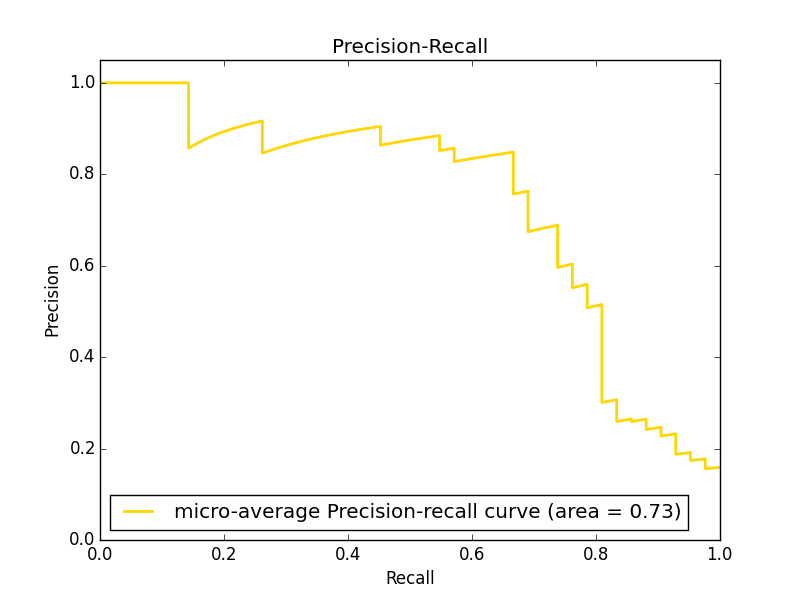 Precision-Recall
1.0
0.8
0.6
0.4
0.2
0.0
Precision
micro-average Precision-recall curve (area = 0.73)
0.0 0.2 0.4 0.6 0.8 1.0
Recall